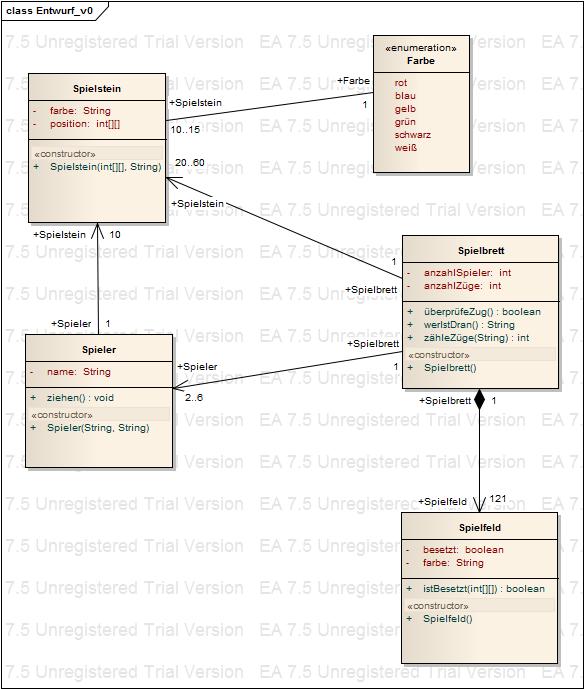 class Entwurf_v0
7.5 Unregistered Trial Version EA 7.5 Unregistered Trial Version EA
«enumeration»
Farbe
rot
blau
gelb
grün
schwarz
weiß
+Farbe
1
+Spielstein
10..15
Spielstein
- farbe: String
- position: int[][]
«constructor»
+ Spielstein(int[][], String)
20..60
+Spielstein
+Spielstein
10
1
+Spielbrett
Spielbrett
- anzahlSpieler: int
- anzahlZüge: int
+ überprüfeZug() : boolean
+ werIstDran() : String
+ zähleZüge(String) : int
«constructor»
+ Spielbrett()
+Spieler
1
+Spielbrett
1
+Spieler
2..6
Spieler
- name: String
+ ziehen() : void
«constructor»
+ Spieler(String, String)
+Spielbrett
1
+Spielfeld
121
Spielfeld
- besetzt: boolean
- farbe: String
+ istBesetzt(int[][]) : boolean
«constructor»
+ Spielfeld()